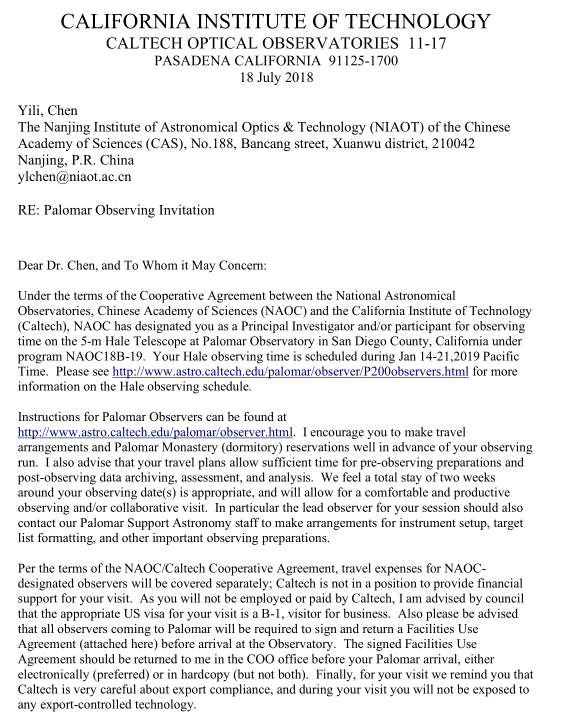 CALIFORNIA INSTITUTE OF TECHNOLOGY
CALTECH OPTICAL OBSERVATORIES 11-17
PASADENA CALIFORNIA 91125-1700
18 July 2018
Yili, Chen
The Nanjing Institute of Astronomical Optics & Technology (NIAOT) of the Chinese
Academy of Sciences (CAS), No.188, Bancang street, Xuanwu district, 210042
Nanjing, P.R. China
ylchen@niaot.ac.cn
RE: Palomar Observing Invitation
Dear Dr. Chen, and To Whom it May Concern:
Under the terms of the Cooperative Agreement between the National Astronomical
Observatories, Chinese Academy of Sciences (NAOC) and the California Institute of Technology
(Caltech), NAOC has designated you as a Principal Investigator and/or participant for observing
time on the 5-m Hale Telescope at Palomar Observatory in San Diego County, California under
program NAOC18B-19. Your Hale observing time is scheduled during Jan 14-21,2019 Pacific
Time. Please see http://www.astro.caltech.edu/palomar/observer/P200observers.html for more
information on the Hale observing schedule.
Instructions for Palomar Observers can be found at
http://www.astro.caltech.edu/palomar/observer.html. I encourage you to make travel
arrangements and Palomar Monastery (dormitory) reservations well in advance of your observing
run. I also advise that your travel plans allow sufficient time for pre-observing preparations and
post-observing data archiving, assessment, and analysis. We feel a total stay of two weeks
around your observing date(s) is appropriate, and will allow for a comfortable and productive
observing and/or collaborative visit. In particular the lead observer for your session should also
contact our Palomar Support Astronomy staff to make arrangements for instrument setup, target
list formatting, and other important observing preparations.
Per the terms of the NAOC/Caltech Cooperative Agreement, travel expenses for NAOC-
designated observers will be covered separately; Caltech is not in a position to provide financial
support for your visit. As you will not be employed or paid by Caltech, I am advised by council
that the appropriate US visa for your visit is a B-1, visitor for business. Also please be advised
that all observers coming to Palomar will be required to sign and return a Facilities Use
Agreement (attached here) before arrival at the Observatory. The signed Facilities Use
Agreement should be returned to me in the COO office before your Palomar arrival, either
electronically (preferred) or in hardcopy (but not both). Finally, for your visit we remind you that
Caltech is very careful about export compliance, and during your visit you will not be exposed to
any export-controlled technology.